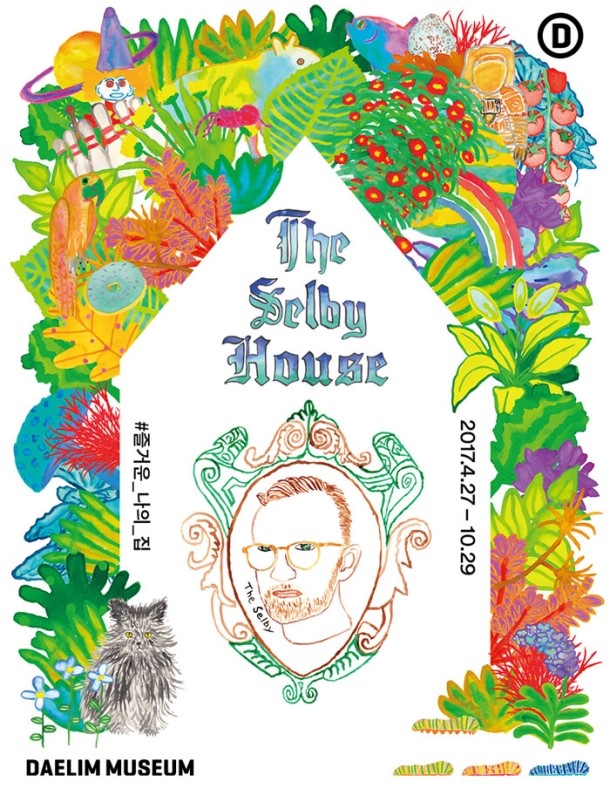 D
The
Selby
House
#즐거운_나의_집
2017.4.27 – 10.29
The Selby
DAELIM MUSEUM